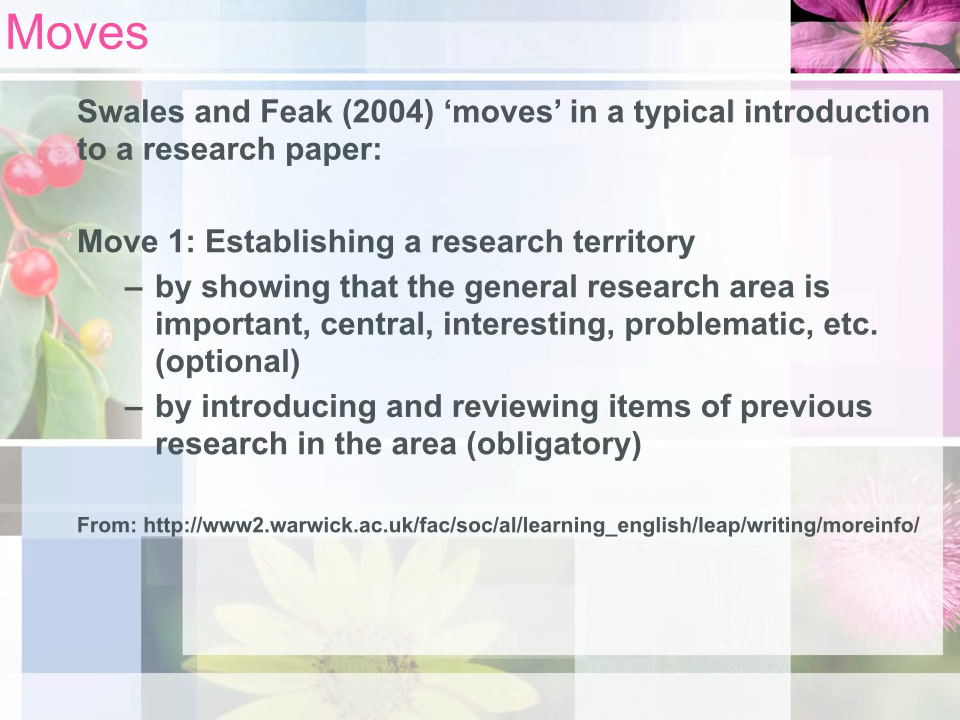 Moves
Swales and Feak (2004) ‘moves’ in a typical introduction
to a research paper:
Move 1: Establishing a research territory
– by showing that the general research area is
important, central, interesting, problematic, etc.
(optional)
– by introducing and reviewing items of previous
research in the area (obligatory)
From: http://www2.warwick.ac.uk/fac/soc/al/learning_english/leap/writing/moreinfo/